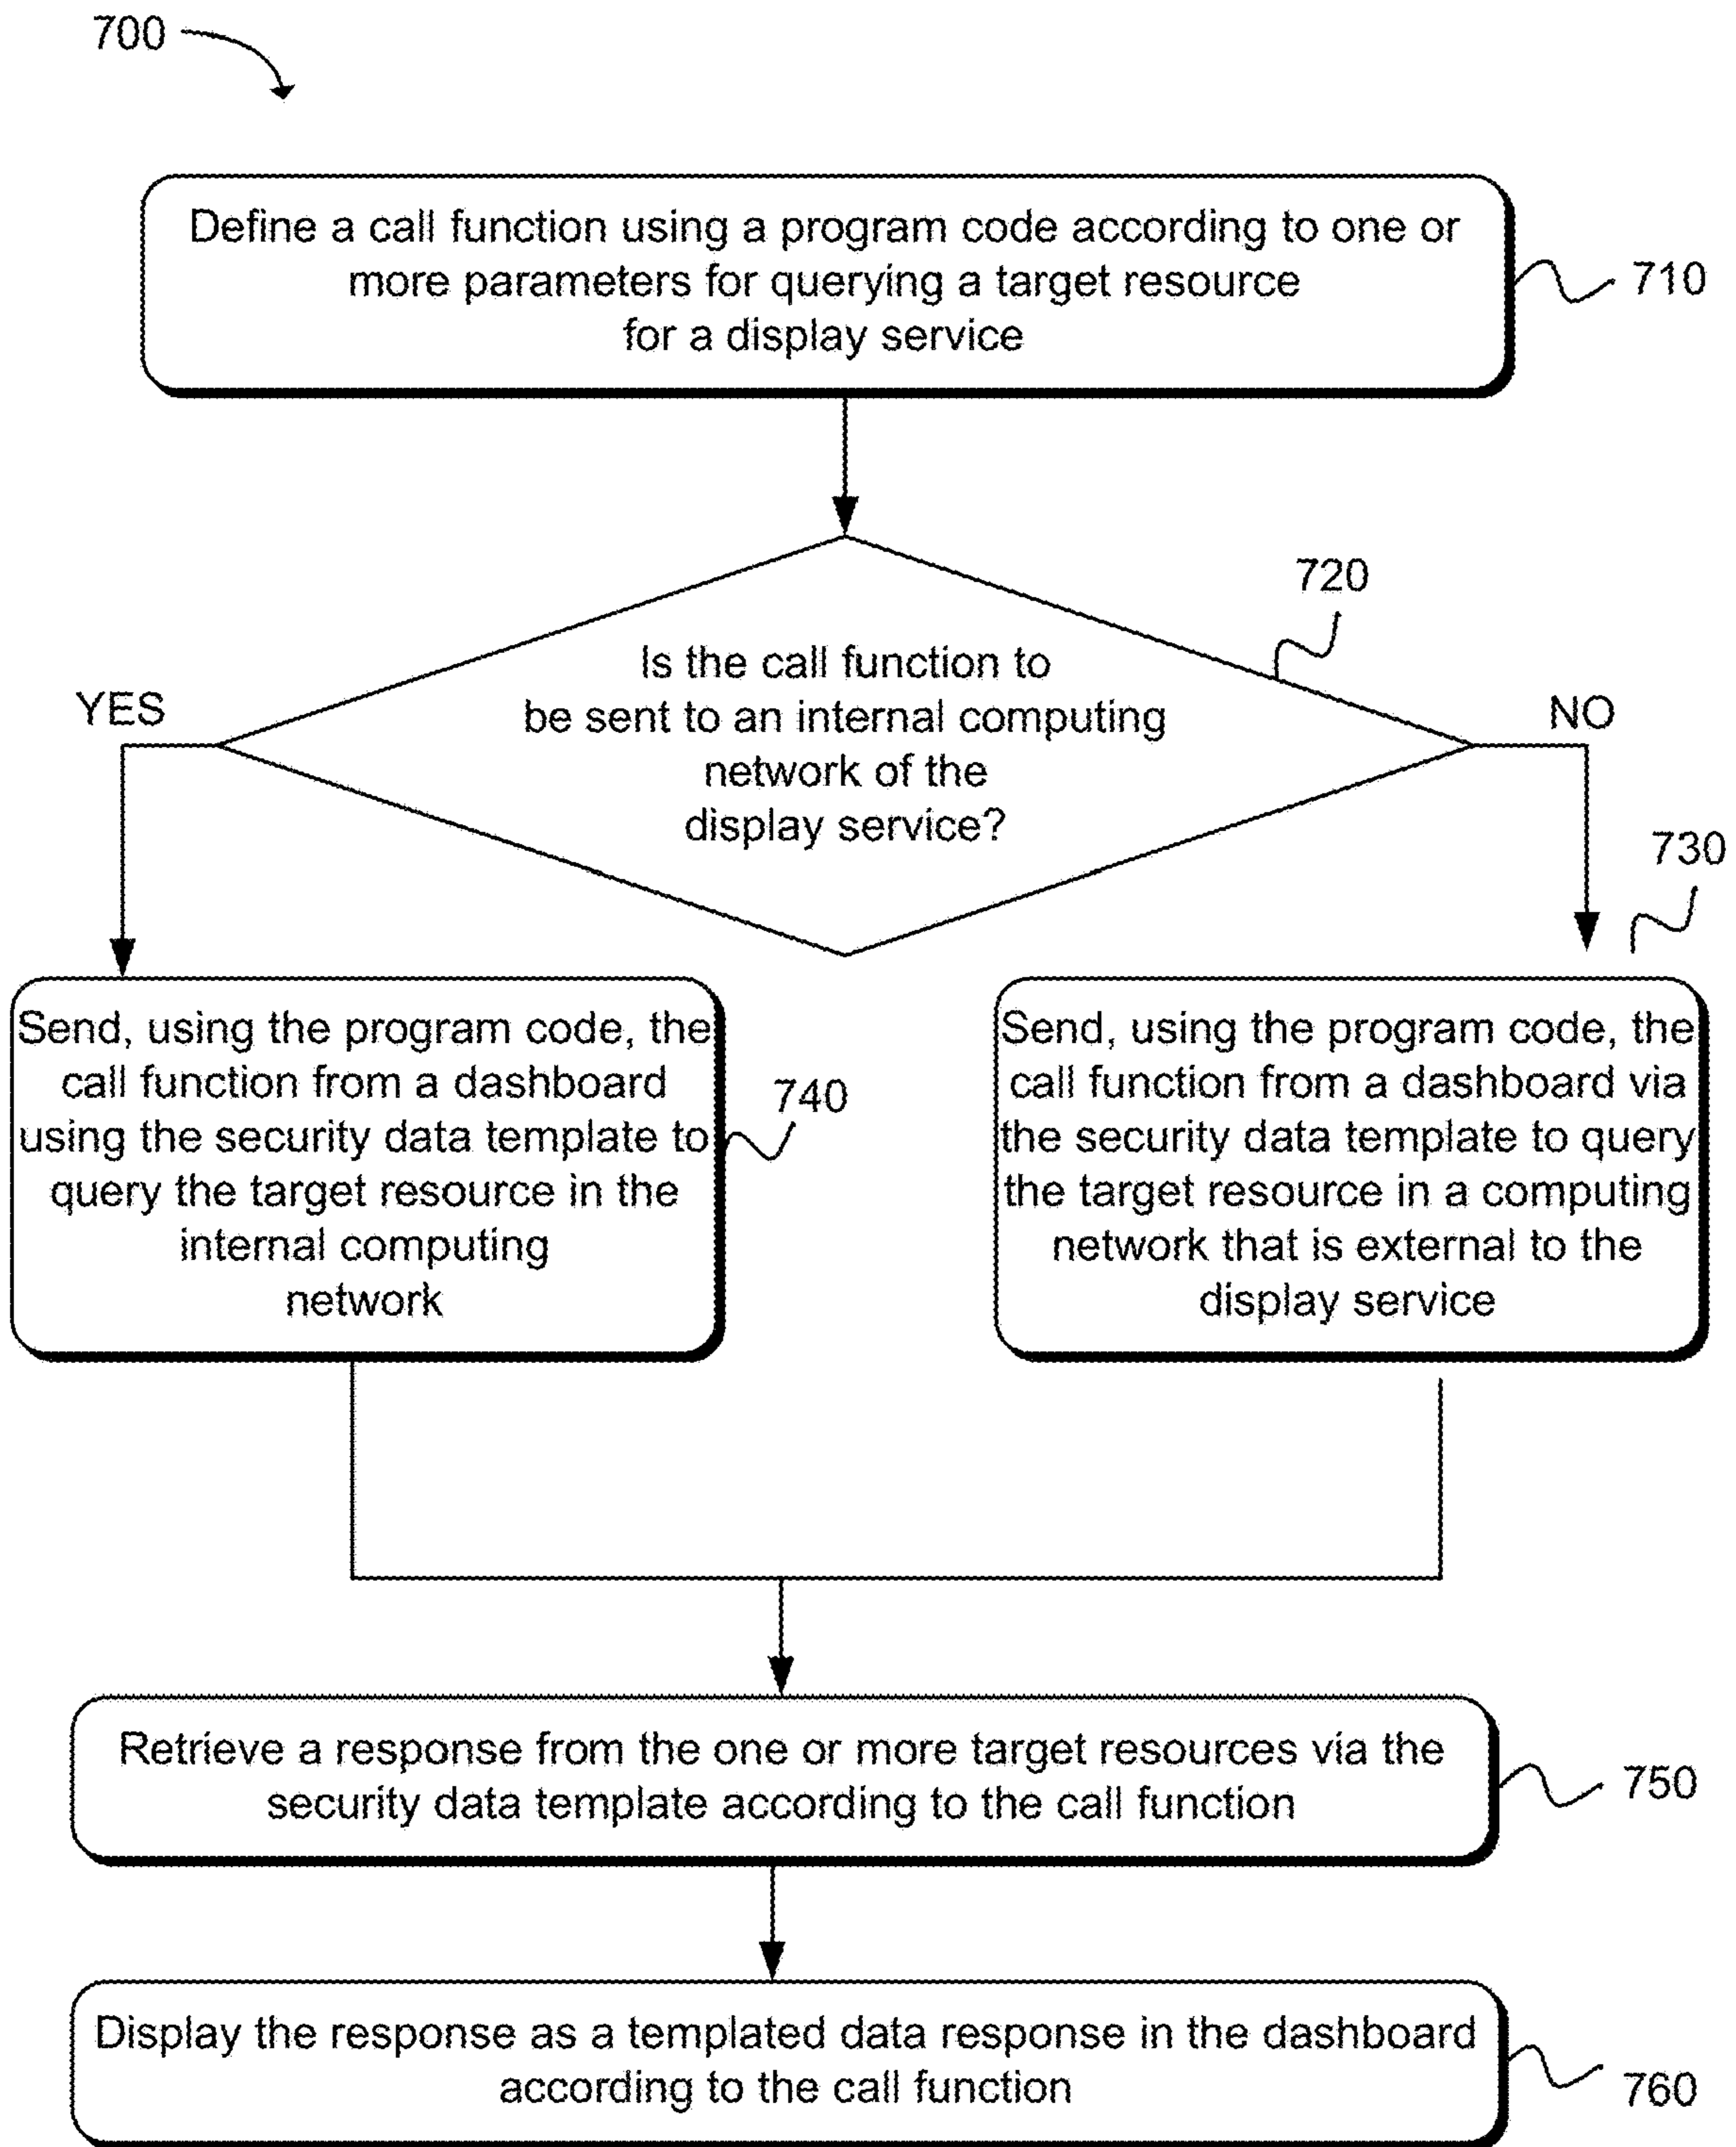 700
Define a call function using a program code according to one or
more parameters for querying a target resource
for a display service
710
720
Is the call function to
be sent to an internal computing
network of the
display service?
YES
NO
730
Send, using the program code, the
call function from a dashboard
using the security data template to
query the target resource in the
internal computing
network
740
Send, using the program code, the
call function from a dashboard via
the security data template to query
the target resource in a computing
network that is external to the
display service
Retrieve a response from the one or more target resources via the
security data template according to the call function
750
Display the response as a templated data response in the dashboard
according to the call function
760